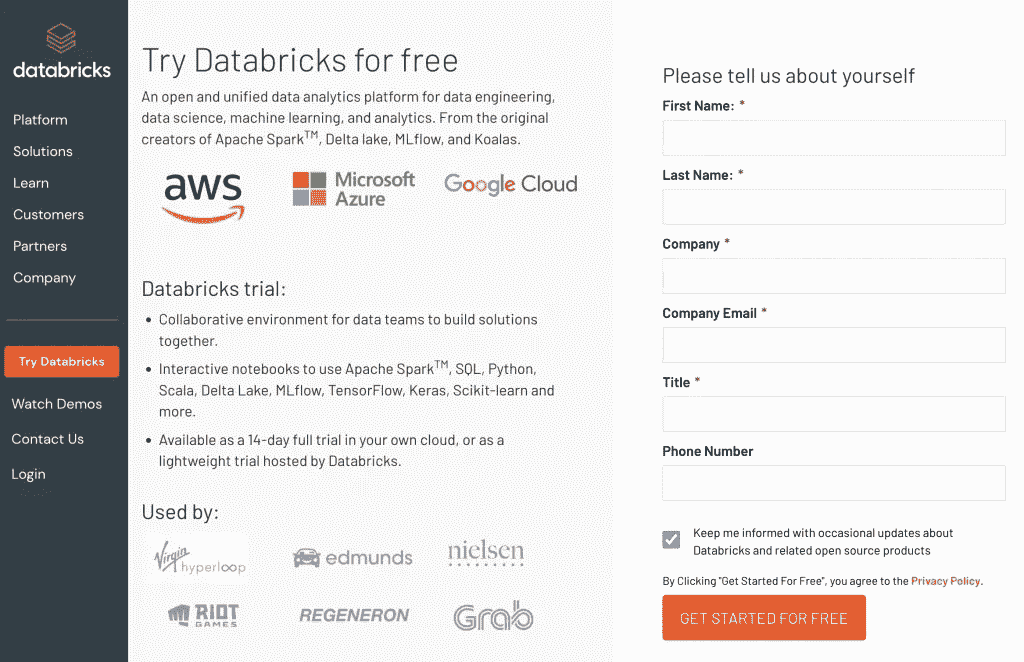 databricks
Platform
Solutions
Learn
Customers
Partners
Company
Try Databricks
Watch Demos
Contact Us
Login
Try Databricks for free
An open and unified data analytics platform for data engineering,
data science, machine learning, and analytics. From the original
creators of Apache Spark™, Delta lake, MLflow, and Koalas.
aws
Microsoft
Azure
Google Cloud
Databricks trial:
• Collaborative environment for data teams to build solutions
together.
• Interactive notebooks to use Apache Spark™, SQL, Python,
Scala, Delta Lake, MLflow, TensorFlow, Keras, Scikit-learn and
more.
• Available as a 14-day full trial in your own cloud, or as a
lightweight trial hosted by Databricks.
Used by:
Virgin hyperloop
edmunds
nielsen
RIOT
GAMES
REGENERON
Grab
Please tell us about yourself
First Name: *
Last Name: *
Company *
Company Email *
Title *
Phone Number
Keep me informed with occasional updates about
Databricks and related open source products
By Clicking "Get Started For Free", you agree to the Privacy Policy.
GET STARTED FOR FREE